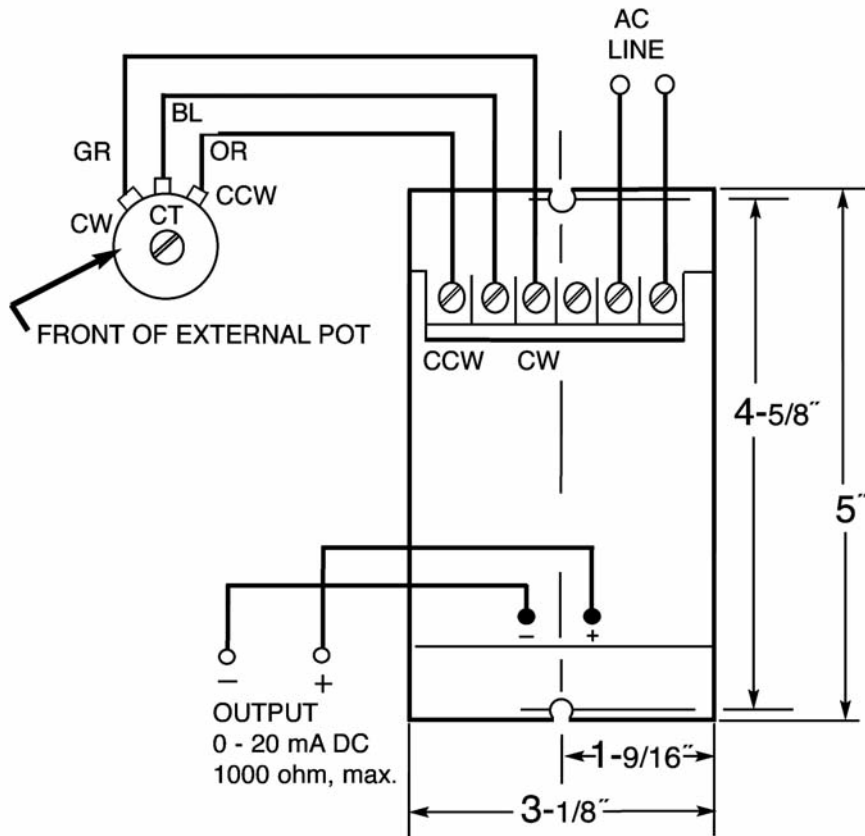 AC
LINE
BL
GR
OR
CCW
CW
CT
FRONT OF EXTERNAL POT
CCW CW
4-5/8˝
5˝
– +
– +
OUTPUT
0 - 20 mA DC
1000 ohm, max.
1-9/16˝
3-1/8˝